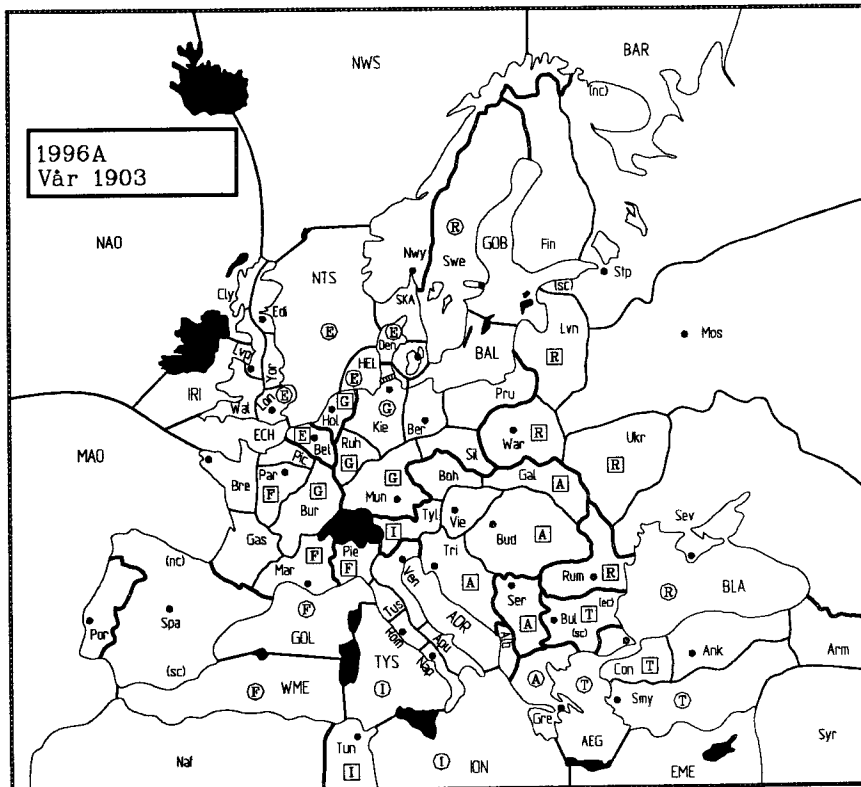 NWS
BAR
(nc)
1996A
Vår 1903
NAO
NTS
Nwy
R
Swe
GOB
Fin
Stp
(sc)
Cly
Edi
E
SKA
E
Den
Lvn
R
Mos
Lvp
Yor
HEL
BAL
IRI
Wal
Lon
E
E
G
Hol
G
Kie
Ber
Pru
War
R
Ukr
R
MAO
ECH
E
Bel
Ruh
G
Pic
Sil
Bre
Par
F
G
Bur
G
Mun
Boh
Gal
A
Gas
I
Tyl
Vie
Bud
A
Sev
(nc)
F
Mar
Pie
F
Ven
Tri
A
Rum
R
R
BLA
Por
Spa
F
GOL
Tus
ADR
Ser
A
Bul
T
(ec)
(sc)
Rom
Apu
Alb
Con
T
Ank
Arm
(sc)
WME
F
TYS
I
Nap
A
Gre
T
Smy
T
AEG
Syr
Naf
Tun
I
I
ION
EME